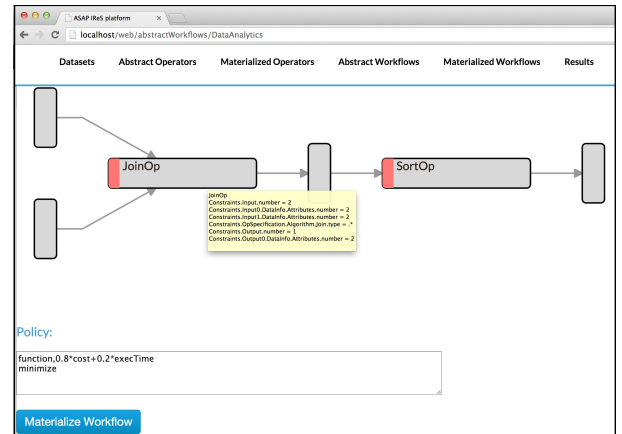 ASAP IReS platform
localhost/web/abstractWorkflows/DataAnalytics
Datasets Abstract Operators Materialized Operators Abstract Workflows Materialized Workflows Results
JoinOp SortOp
JoinOp
Constraints.Input.number = 2
Constraints.Input0.DataInfo.Attributes.number = 2
Constraints.Input1.DataInfo.Attributes.number = 2
Constraints.OpSpecification.Algorithm.Join.type = .*
Constraints.Output.number = 1
Constraints.Output0.DataInfo.Attributes.number = 2
Policy:
function,0.8*cost+0.2*execTime
minimize
Materialize Workflow